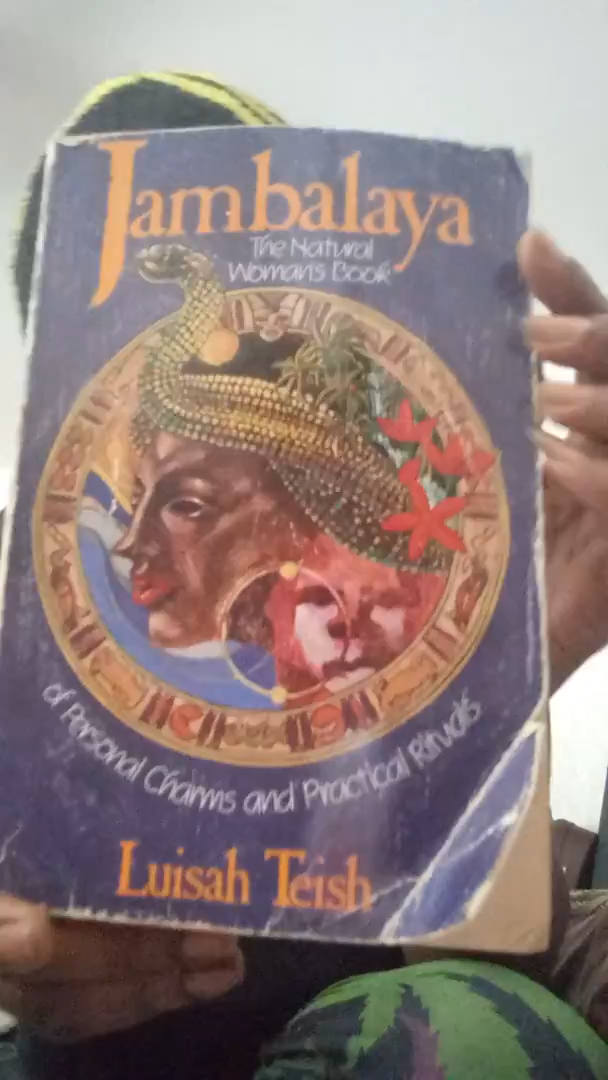 Jambalaya
The Natural
Woman's Book
of Personal Charms and Practical Rituals
Luisah Teish